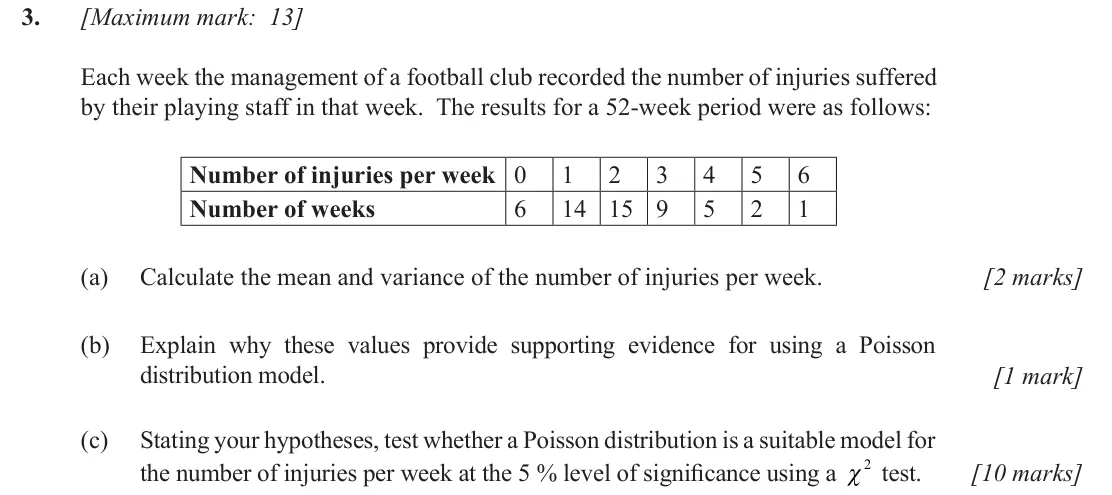 3. [Maximum mark: 13]
Each week the management of a football club recorded the number of injuries suffered
by their playing staff in that week. The results for a 52-week period were as follows:
Number of injuries per week 0 1 2 3 4 5 6
Number of weeks 6 14 15 9 5 2 1
(a) Calculate the mean and variance of the number of injuries per week. [2 marks]
(b) Explain why these values provide supporting evidence for using a Poisson
distribution model. [1 mark]
(c) Stating your hypotheses, test whether a Poisson distribution is a suitable model for
the number of injuries per week at the 5 % level of significance using a χ² test. [10 marks]